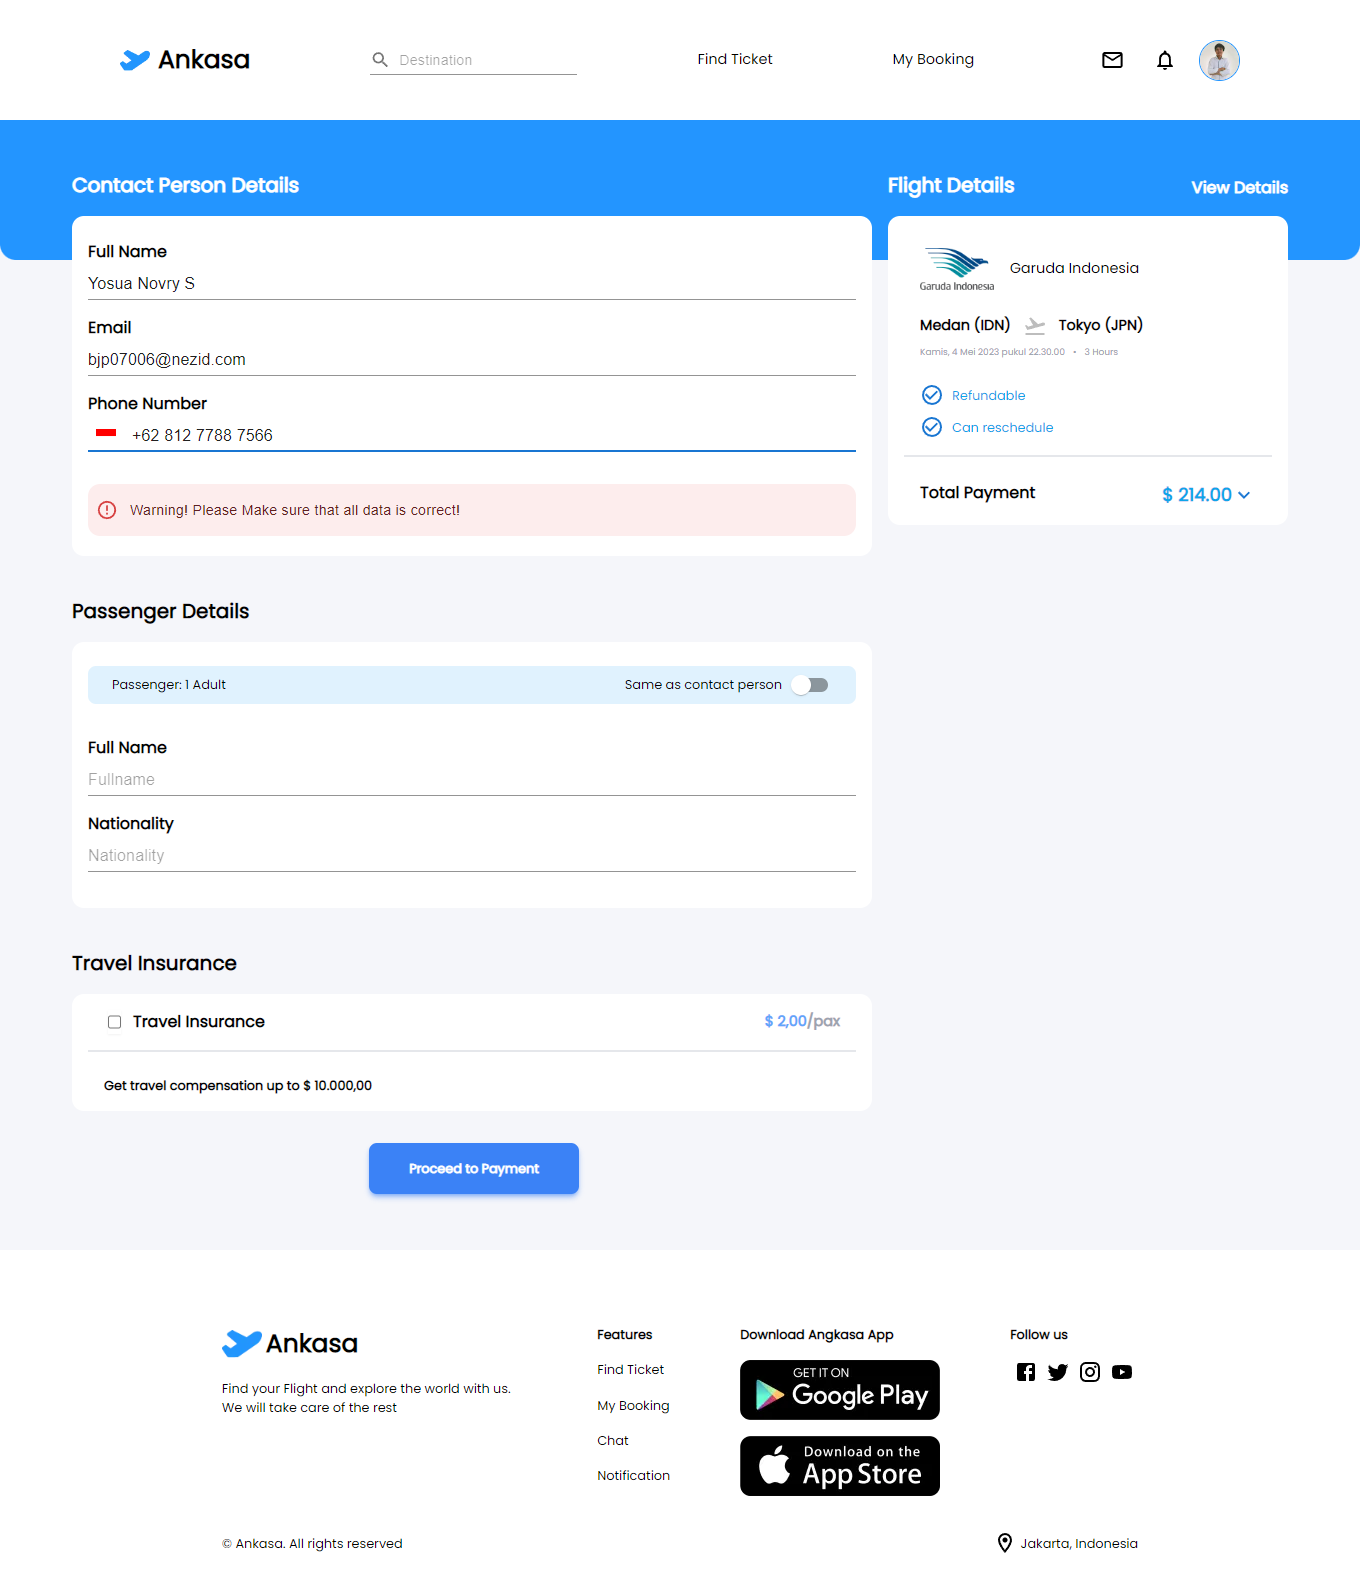 Ankasa
Destination
Find Ticket
My Booking
Contact Person Details
Full Name
Yosua Novry S
Email
bjp07006@nezid.com
Phone Number
+62 812 7788 7566
Warning! Please Make sure that all data is correct!
Flight Details
View Details
Garuda Indonesia
Garuda Indonesia
Medan (IDN)
Tokyo (JPN)
Kamis, 4 Mei 2023 pukul 22.30.00 • 3 Hours
Refundable
Can reschedule
Total Payment
$ 214.00
Passenger Details
Passenger: 1 Adult
Same as contact person
Full Name
Fullname
Nationality
Nationality
Travel Insurance
Travel Insurance
$ 2,00/pax
Get travel compensation up to $ 10.000,00
Proceed to Payment
Ankasa
Find your Flight and explore the world with us.
We will take care of the rest
Features
Find Ticket
My Booking
Chat
Notification
Download Angkasa App
GET IT ON
Google Play
Download on the
App Store
Follow us
© Ankasa. All rights reserved
Jakarta, Indonesia